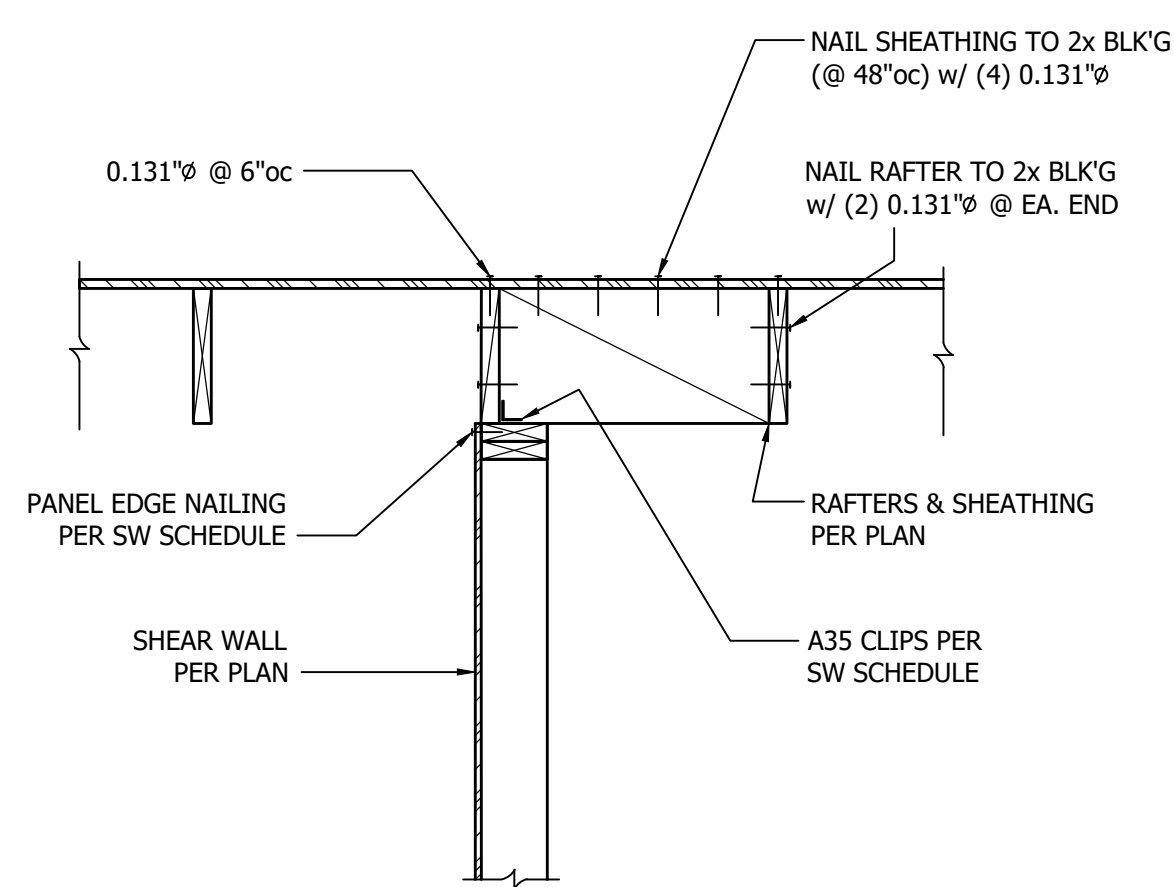 NAIL SHEATHING TO 2x BLK'G
(@ 48"oc) w/ (4) 0.131"ø
0.131"ø @ 6"oc
NAIL RAFTER TO 2x BLK'G
w/ (2) 0.131"ø @ EA. END
PANEL EDGE NAILING
PER SW SCHEDULE
RAFTERS & SHEATHING
PER PLAN
SHEAR WALL
PER PLAN
A35 CLIPS PER
SW SCHEDULE